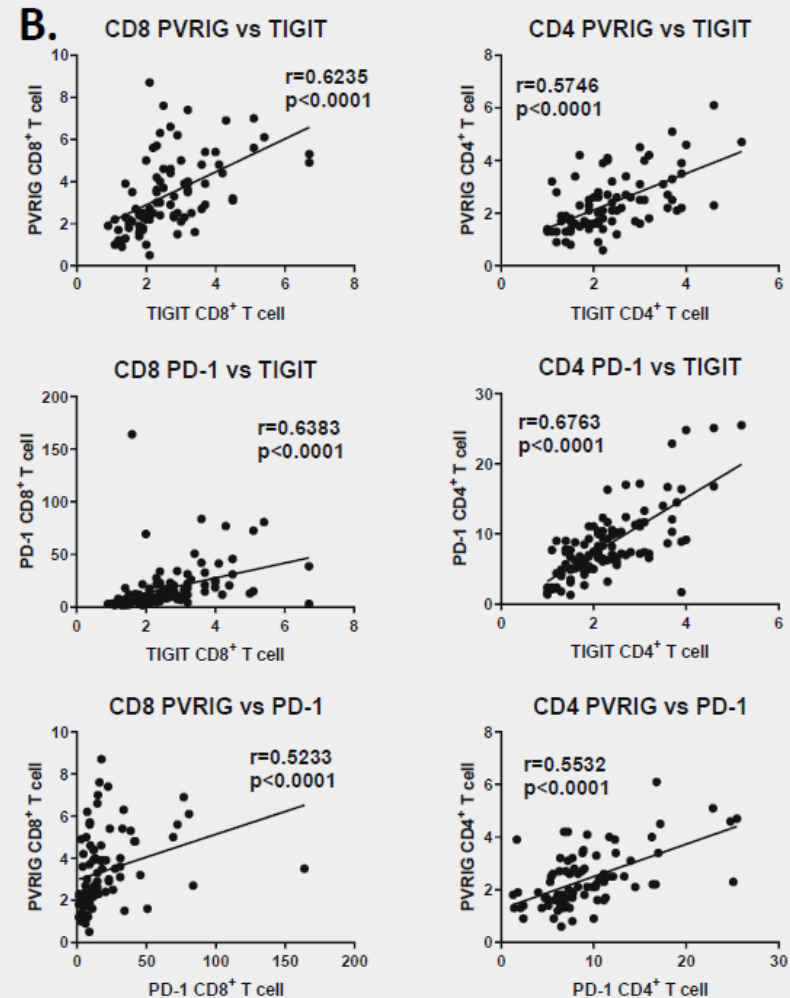 B.
CD8 PVRIG vs TIGIT
10
8
6
4
2
0
PVRIG CD8⁺ T cell
r=0.6235
p<0.0001
0 2 4 6 8
TIGIT CD8⁺ T cell
CD4 PVRIG vs TIGIT
8
6
4
2
0
PVRIG CD4⁺ T cell
r=0.5746
p<0.0001
0 2 4 6
TIGIT CD4⁺ T cell
CD8 PD-1 vs TIGIT
200
150
100
50
0
PD-1 CD8⁺ T cell
r=0.6383
p<0.0001
0 2 4 6 8
TIGIT CD8⁺ T cell
CD4 PD-1 vs TIGIT
30
20
10
0
PD-1 CD4⁺ T cell
r=0.6763
p<0.0001
0 2 4 6
TIGIT CD4⁺ T cell
CD8 PVRIG vs PD-1
10
8
6
4
2
0
PVRIG CD8⁺ T cell
r=0.5233
p<0.0001
0 50 100 150 200
PD-1 CD8⁺ T cell
CD4 PVRIG vs PD-1
8
6
4
2
0
PVRIG CD4⁺ T cell
r=0.5532
p<0.0001
0 10 20 30
PD-1 CD4⁺ T cell